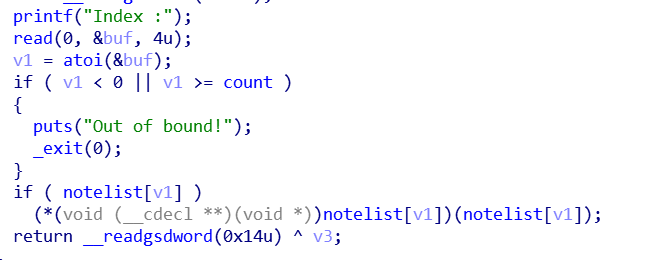 printf("Index :");
read(0, &buf, 4u);
v1 = atoi(&buf);
if ( v1 < 0 || v1 >= count )
{
puts("Out of bound!");
_exit(0);
}
if ( notelist[v1] )
(*(void (__cdecl **)(void *))notelist[v1])(notelist[v1]);
return __readgsdword(0x14u) ^ v3;